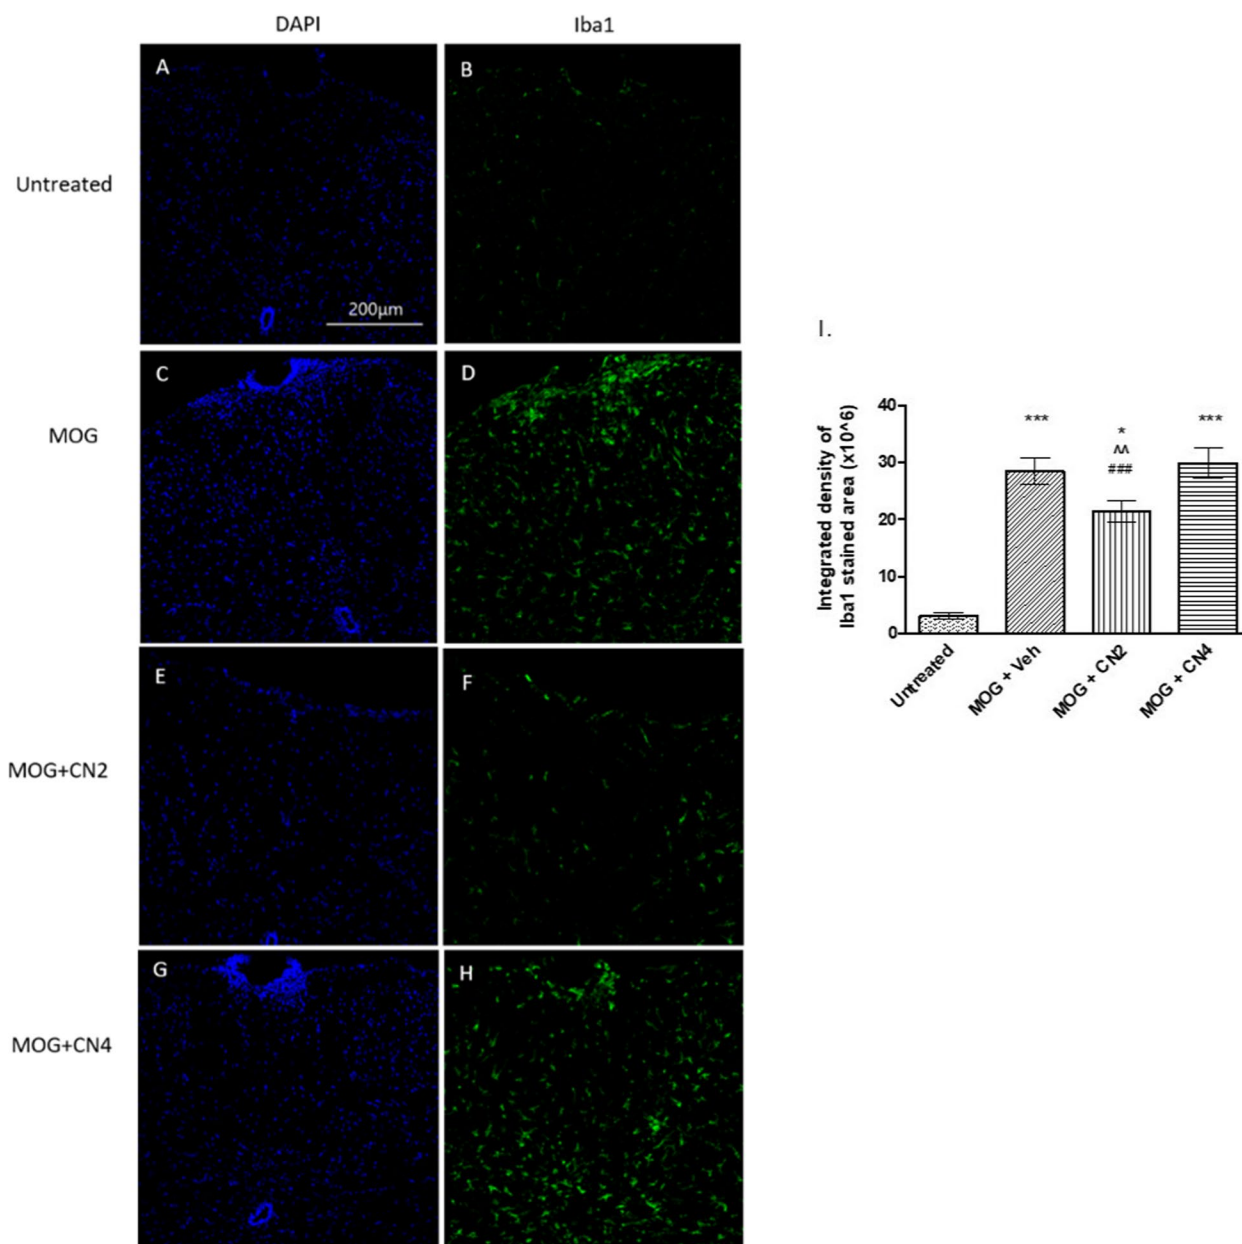 DAPI
Iba1
A
B
Untreated
200µm
C
D
MOG
E
F
MOG+CN2
G
H
MOG+CN4
I.
Integrated density of
Iba1 stained area (x10^6)
40
30
20
10
0
***
*
^^
###
***
Untreated
MOG + Veh
MOG + CN2
MOG + CN4